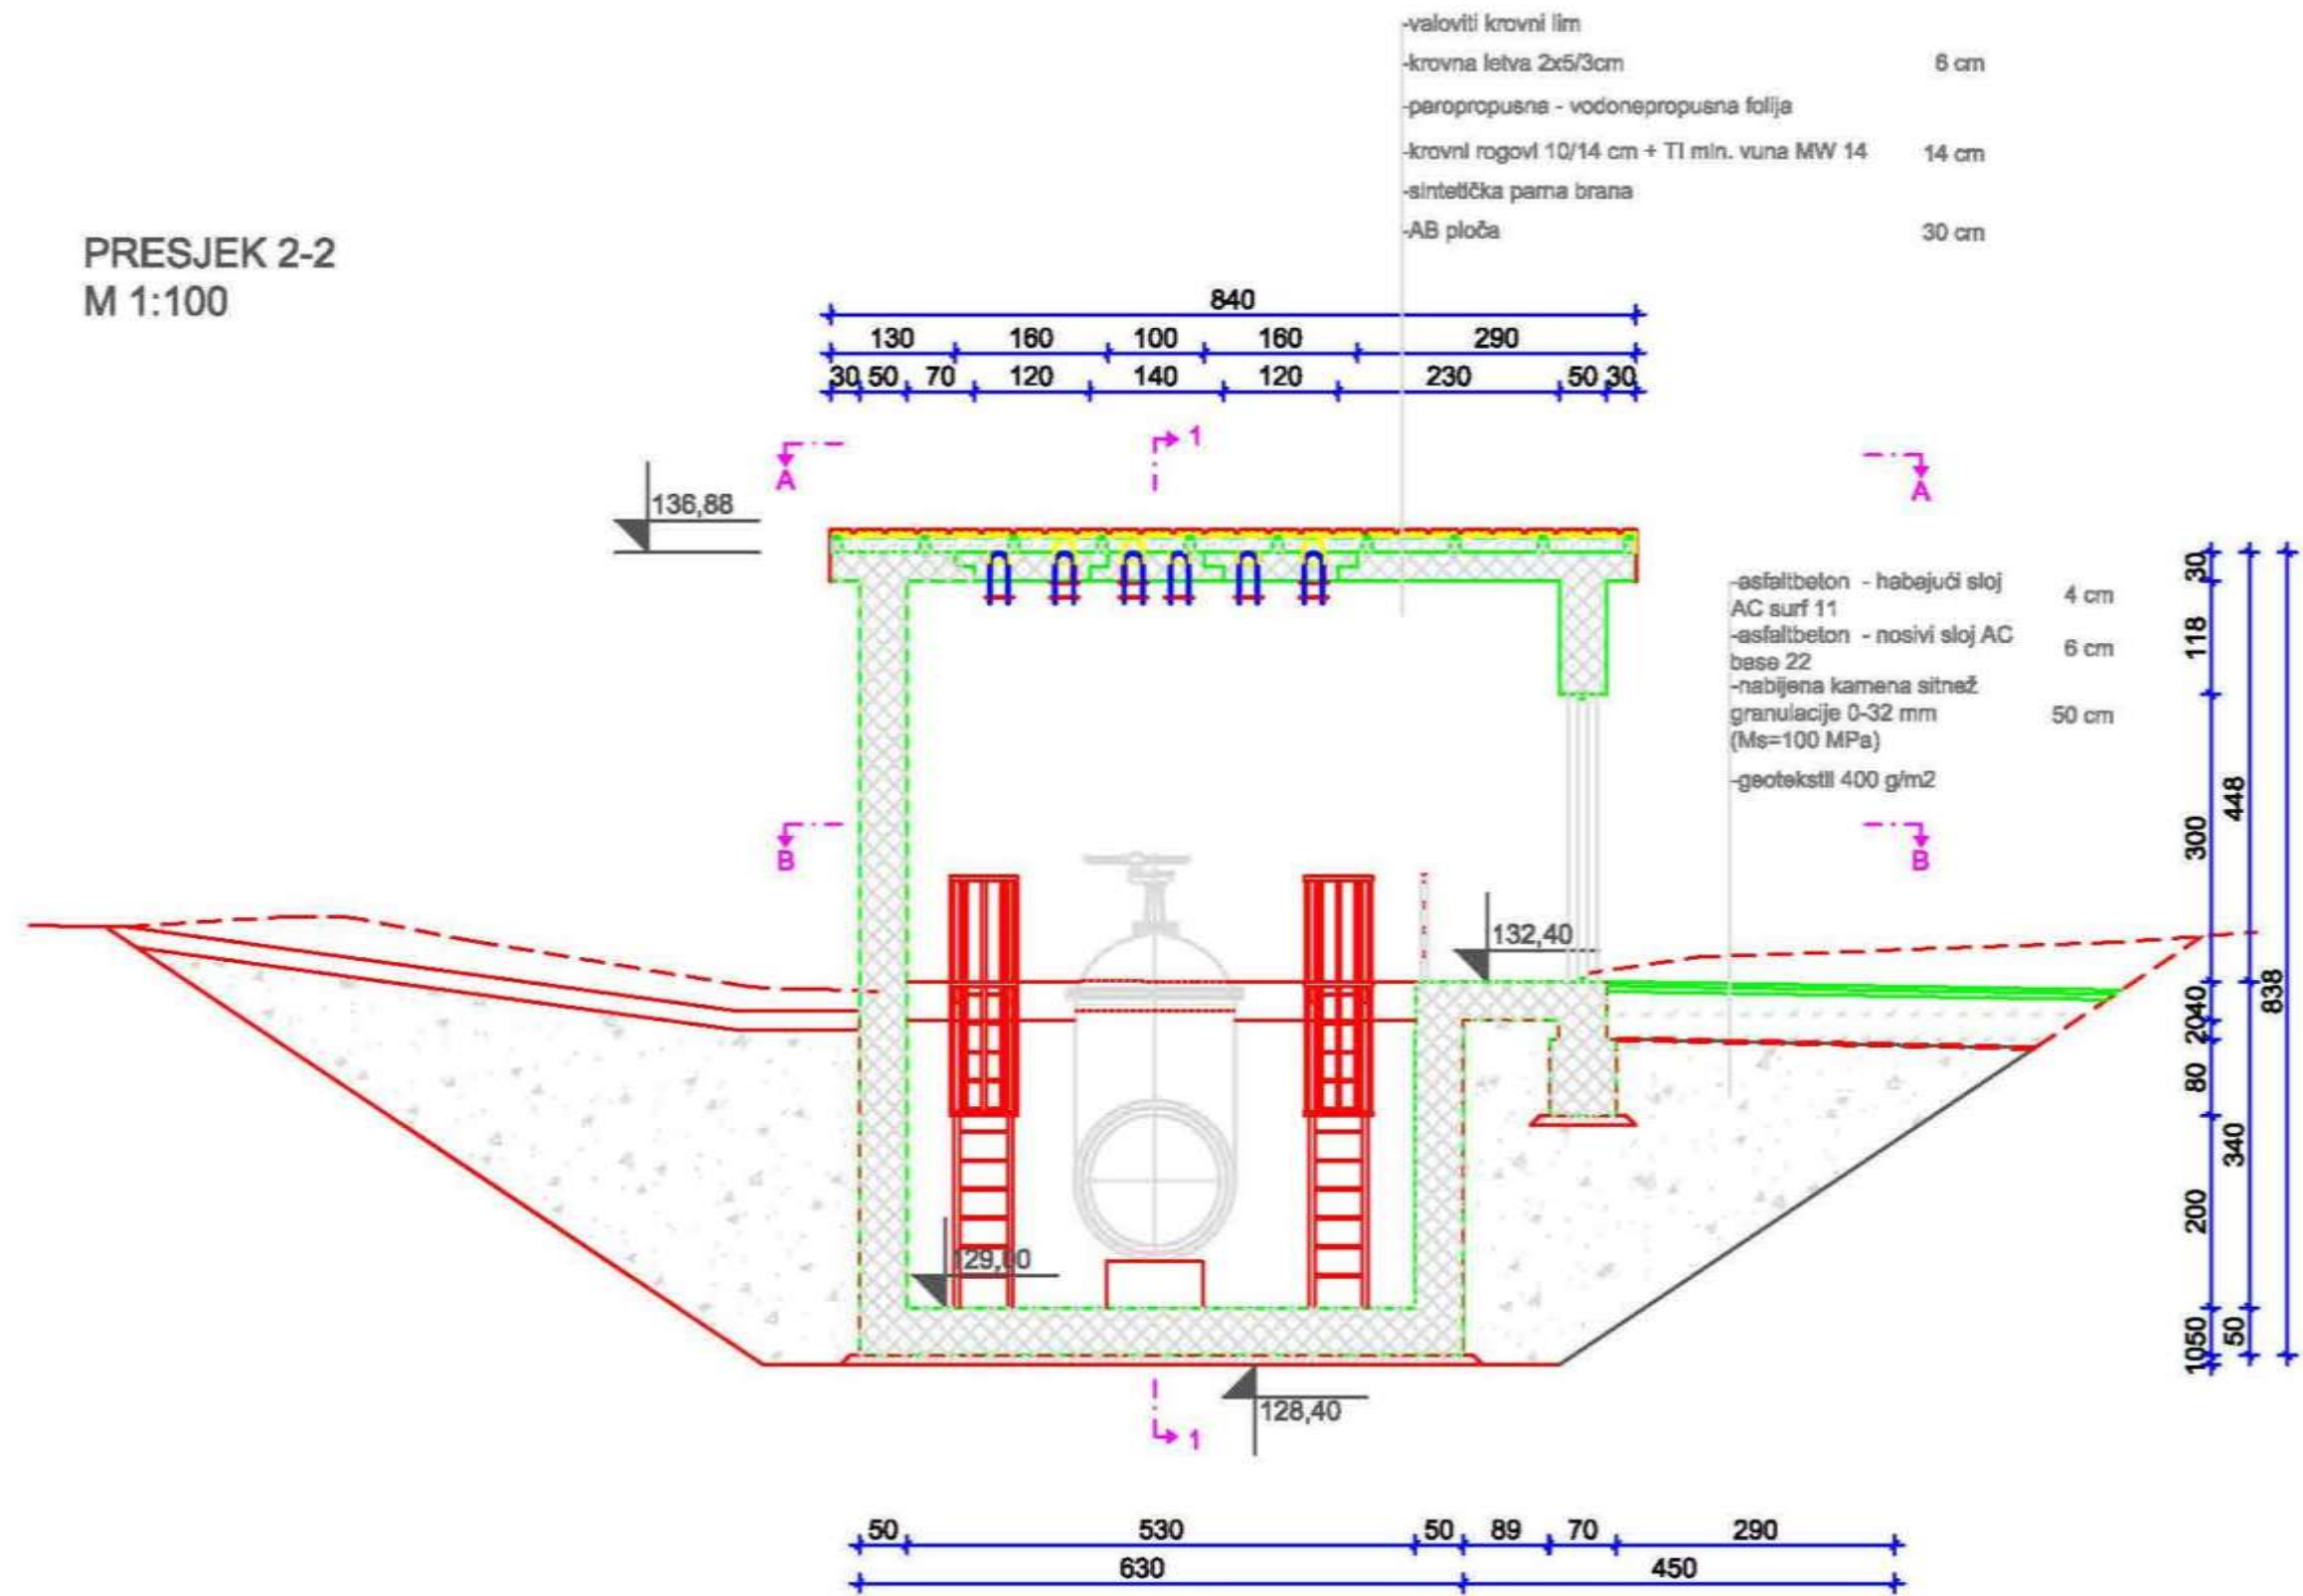 -valoviti krovni lim
-krovna letva 2x5/3cm 6 cm
-paropropusna - vodonepropusna folija
-krovni rogovi 10/14 cm + TI min. vuna MW 14 14 cm
-sintetička parna brana
-AB ploča 30 cm
PRESJEK 2-2
M 1:100
840
130 160 100 160 290
30 50 70 120 140 120 230 50 30
1
A A
136,88
-asfaltbeton - habajući sloj
AC surf 11 4 cm
-asfaltbeton - nosivi sloj AC
base 22 6 cm
-nabijena kamena sitnež
granulacije 0-32 mm 50 cm
(Ms=100 MPa)
-geotekstil 400 g/m2
B B
132,40
129,00
128,40
1
30
118
300
2040
80
200
1050
448
340
50
838
50 530 50 89 70 290
630 450